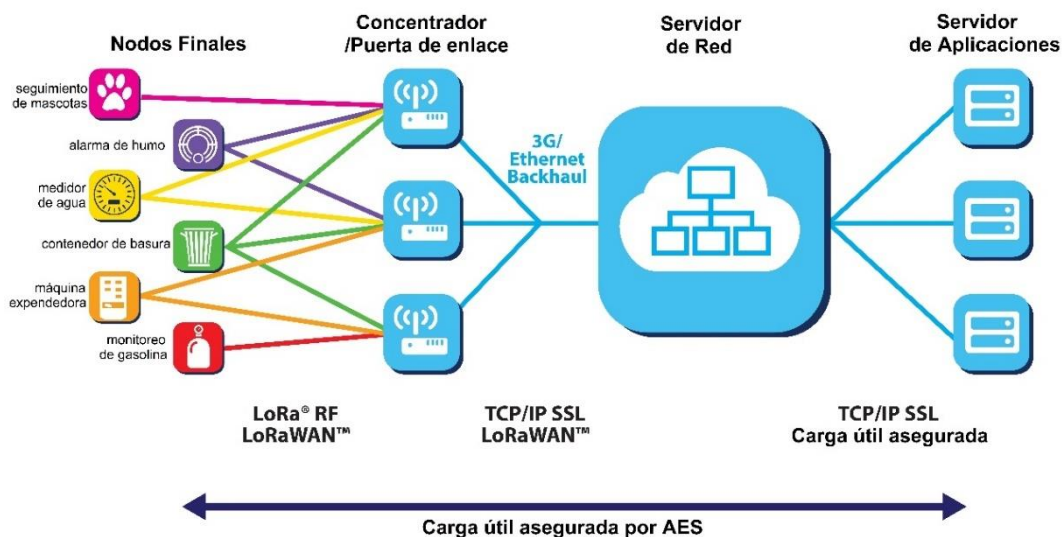 Nodos Finales
Concentrador
/Puerta de enlace
Servidor
de Red
Servidor
de Aplicaciones
seguimiento
de mascotas
alarma de humo
medidor
de agua
contenedor de basura
máquina
expendedora
monitoreo
de gasolina
3G/
Ethernet
Backhaul
LoRa® RF
LoRaWAN™
TCP/IP SSL
LoRaWAN™
TCP/IP SSL
Carga útil asegurada
Carga útil asegurada por AES